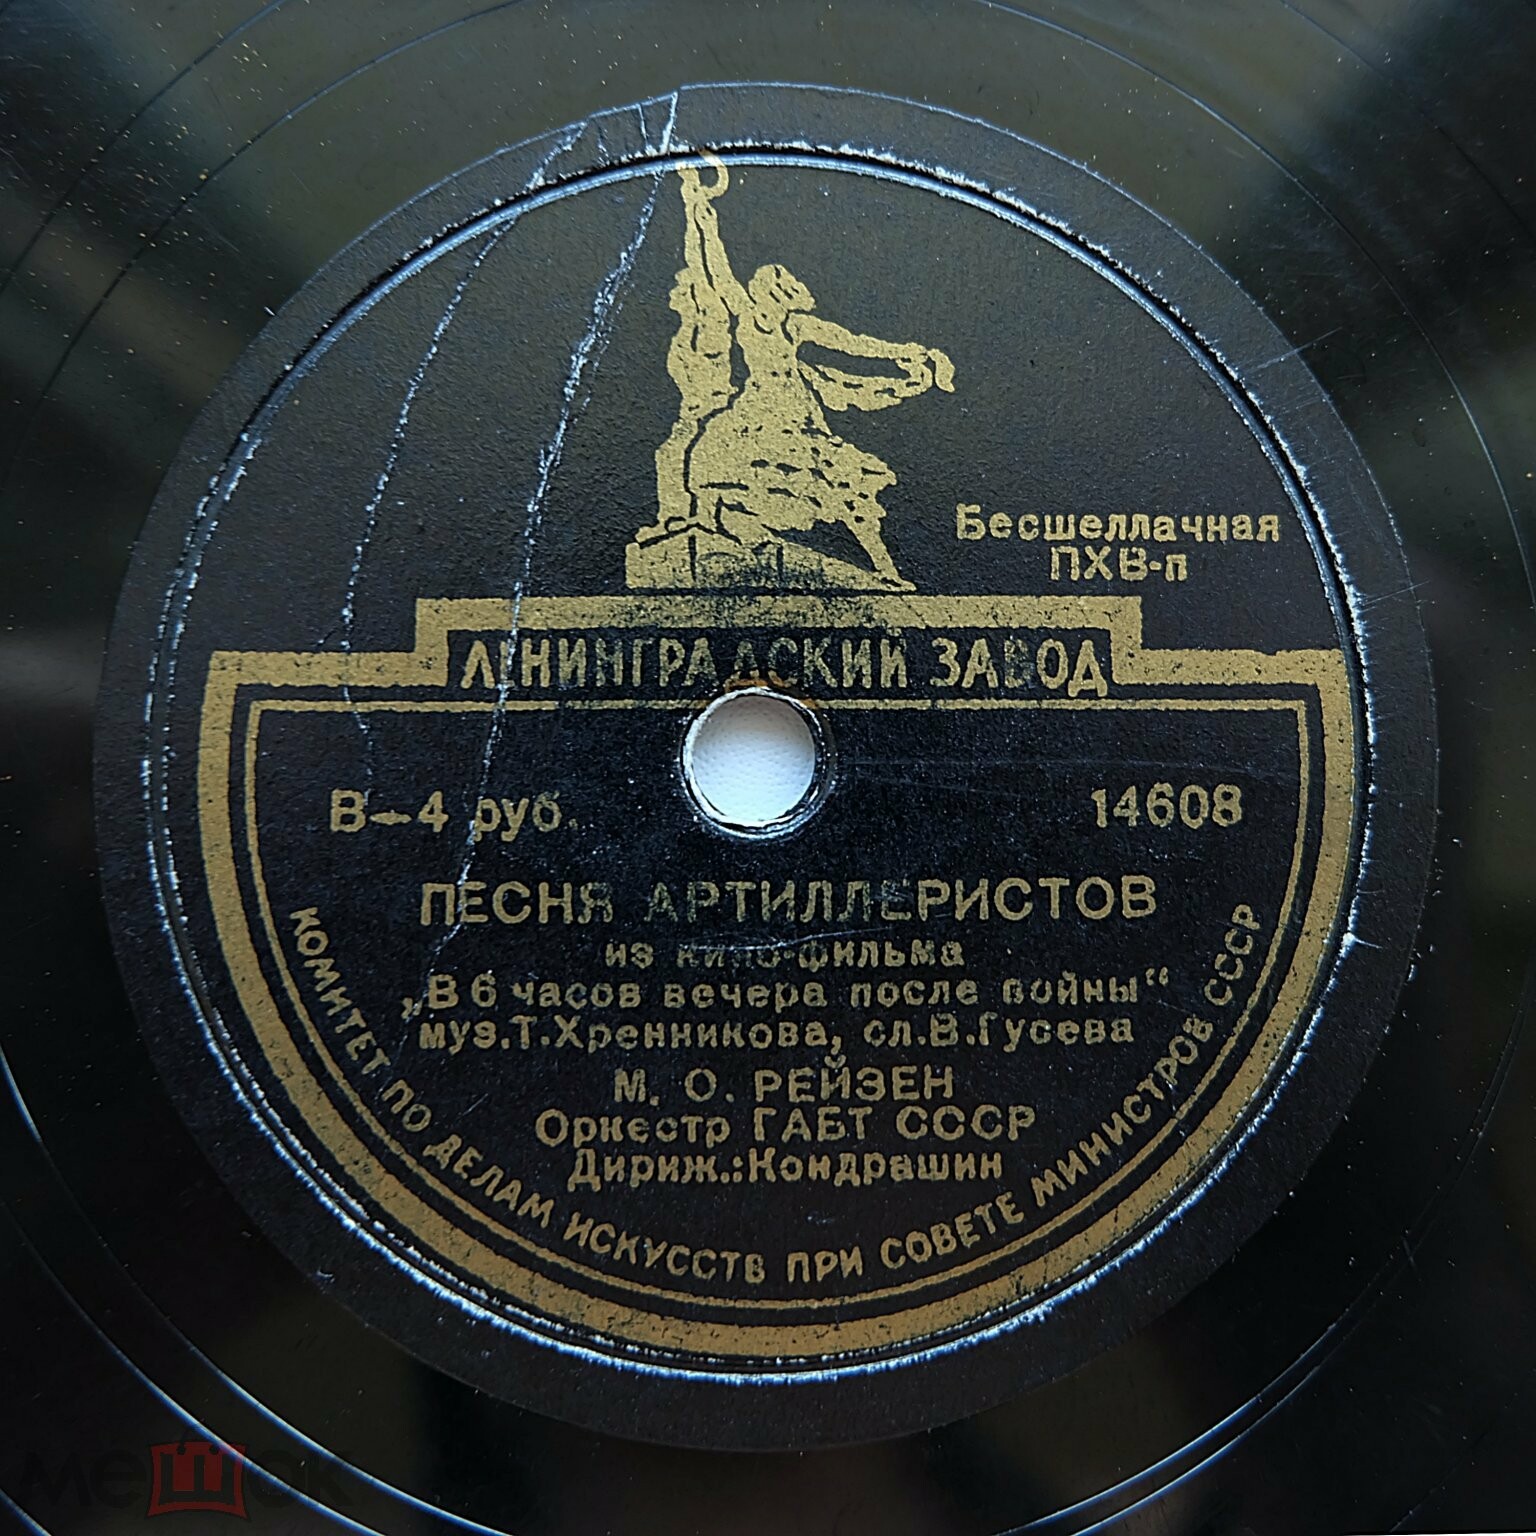 Бесшеллачная
ПХВ-п
ЛЕНИНГРАДСКИЙ ЗАВОД
В-4 руб.
14608
ПЕСНЯ АРТИЛЛЕРИСТОВ
из кино-фильма
„В 6 часов вечера после войны“
муз.Т.Хренникова, сл.В.Гусева
М. О. РЕЙЗЕН
Оркестр ГАБТ СССР
Дириж.:Кондрашин
КОМИТЕТ ПО ДЕЛАМ ИСКУССТВ ПРИ СОВЕТЕ МИНИСТРОВ СССР
мешок